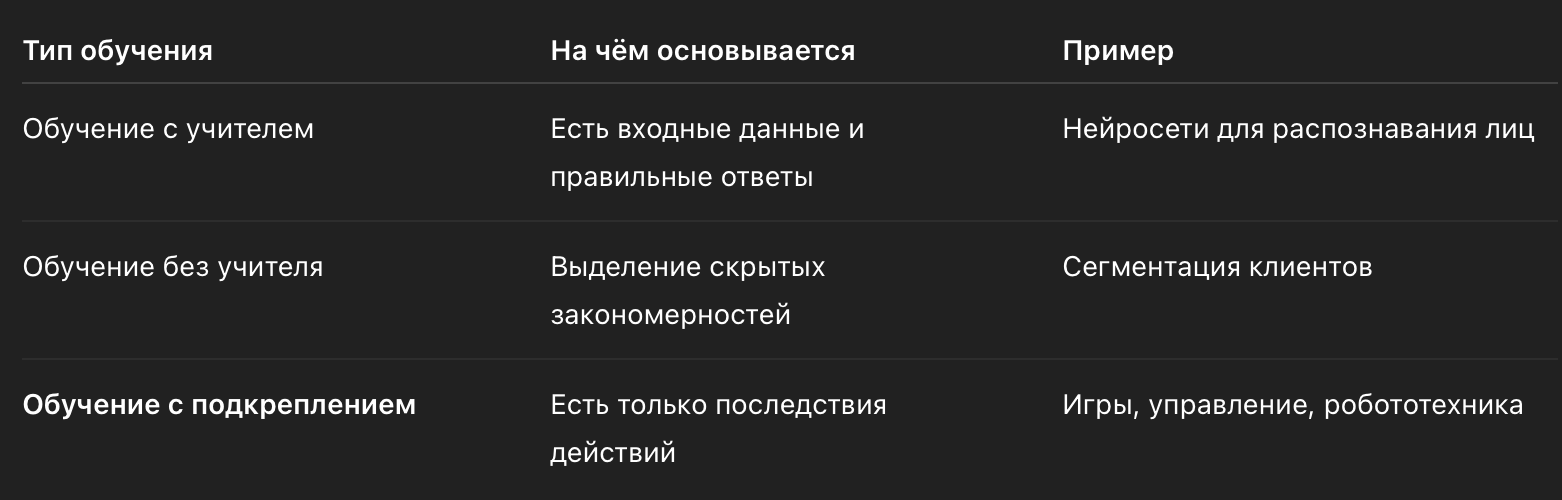 Тип обучения На чём основывается Пример
Обучение с учителем Есть входные данные и Нейросети для распознавания лиц
правильные ответы
Обучение без учителя Выделение скрытых Сегментация клиентов
закономерностей
Обучение с подкреплением Есть только последствия Игры, управление, робототехника
действий